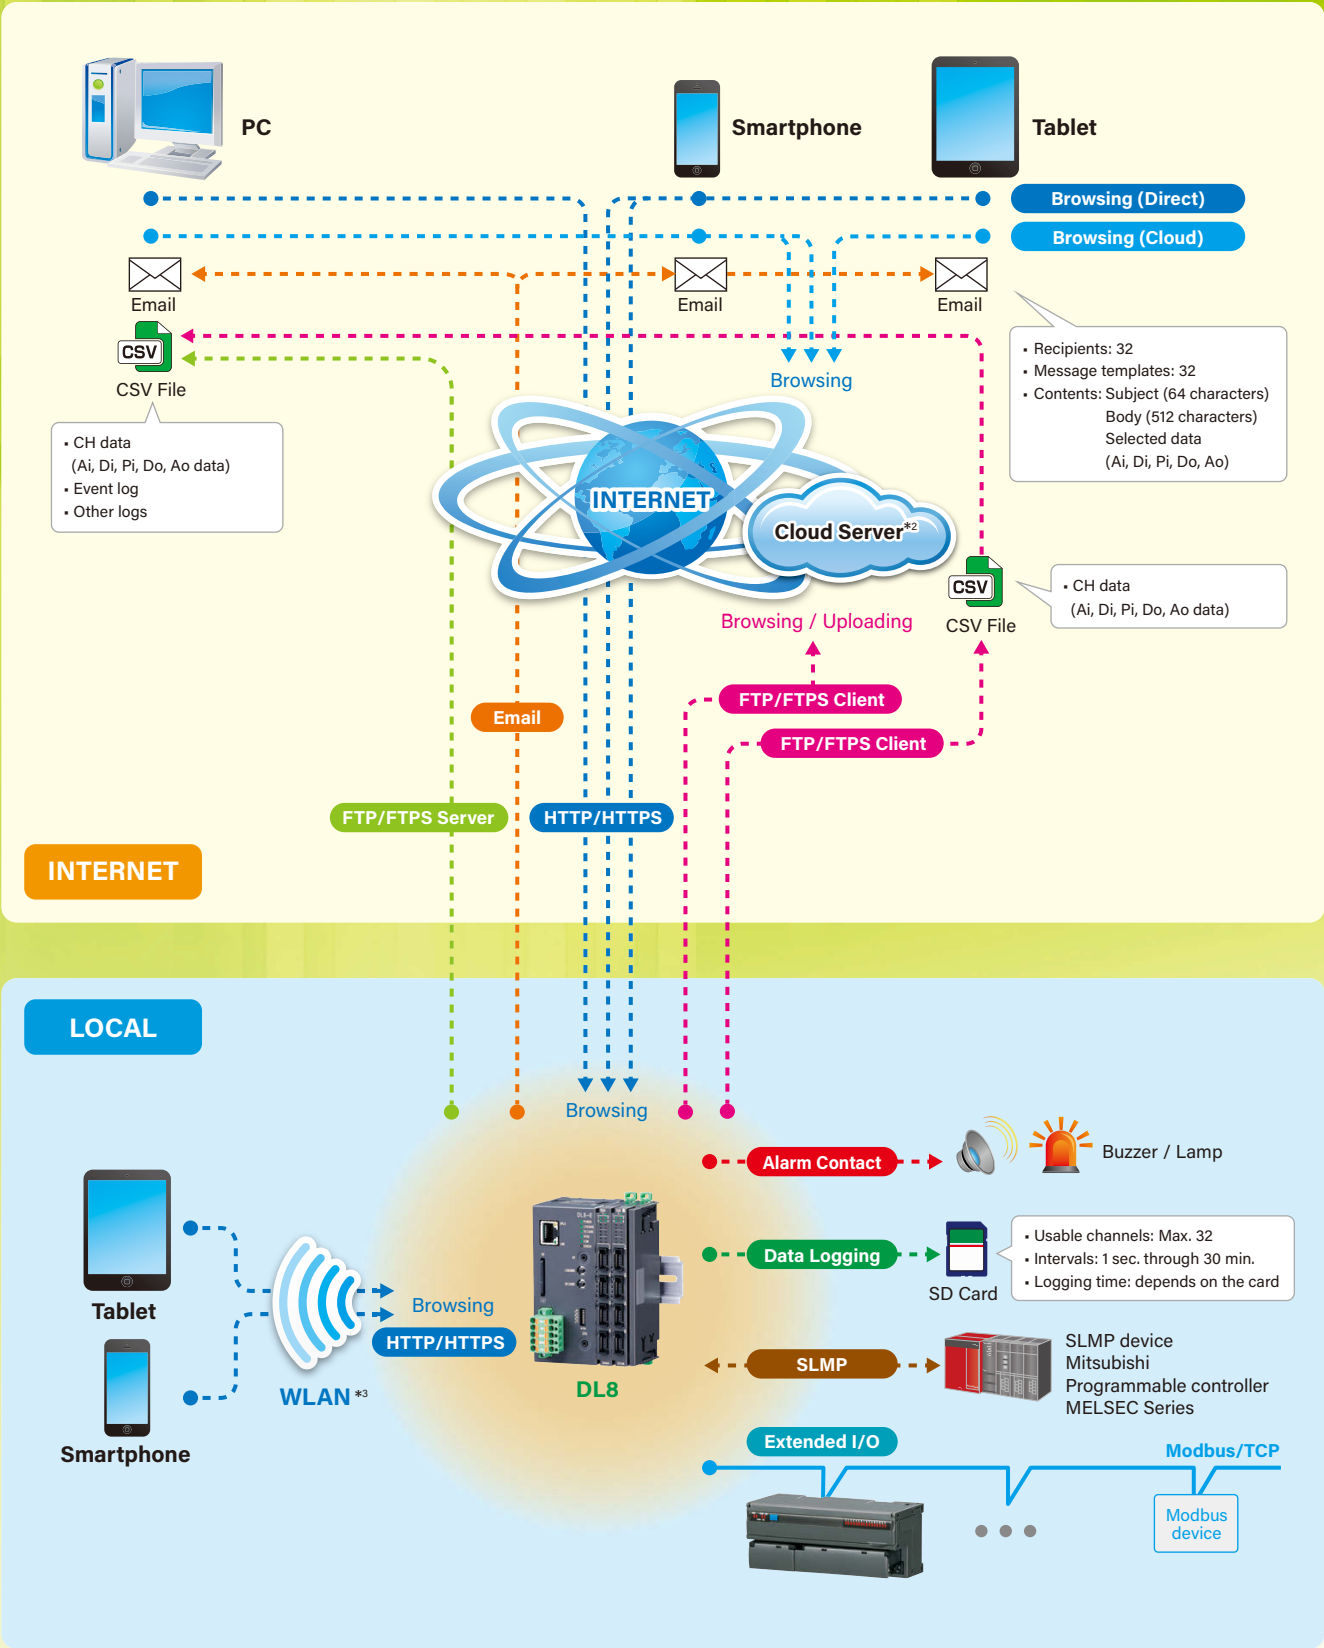 PC
Smartphone
Tablet
Browsing (Direct)
Browsing (Cloud)
Email
Email
Email
CSV
CSV File
Browsing
• Recipients: 32
• Message templates: 32
• Contents: Subject (64 characters)
Body (512 characters)
Selected data
(Ai, Di, Pi, Do, Ao)
• CH data
(Ai, Di, Pi, Do, Ao data)
• Event log
• Other logs
INTERNET
Cloud Server*2
CSV
CSV File
• CH data
(Ai, Di, Pi, Do, Ao data)
Browsing / Uploading
FTP/FTPS Client
Email
FTP/FTPS Client
FTP/FTPS Server
HTTP/HTTPS
INTERNET
LOCAL
Browsing
Alarm Contact
Buzzer / Lamp
Data Logging
SD Card
• Usable channels: Max. 32
• Intervals: 1 sec. through 30 min.
• Logging time: depends on the card
Tablet
Browsing
HTTP/HTTPS
WLAN *3
Smartphone
DL8
SLMP
SLMP device
Mitsubishi
Programmable controller
MELSEC Series
Extended I/O
Modbus/TCP
Modbus
device